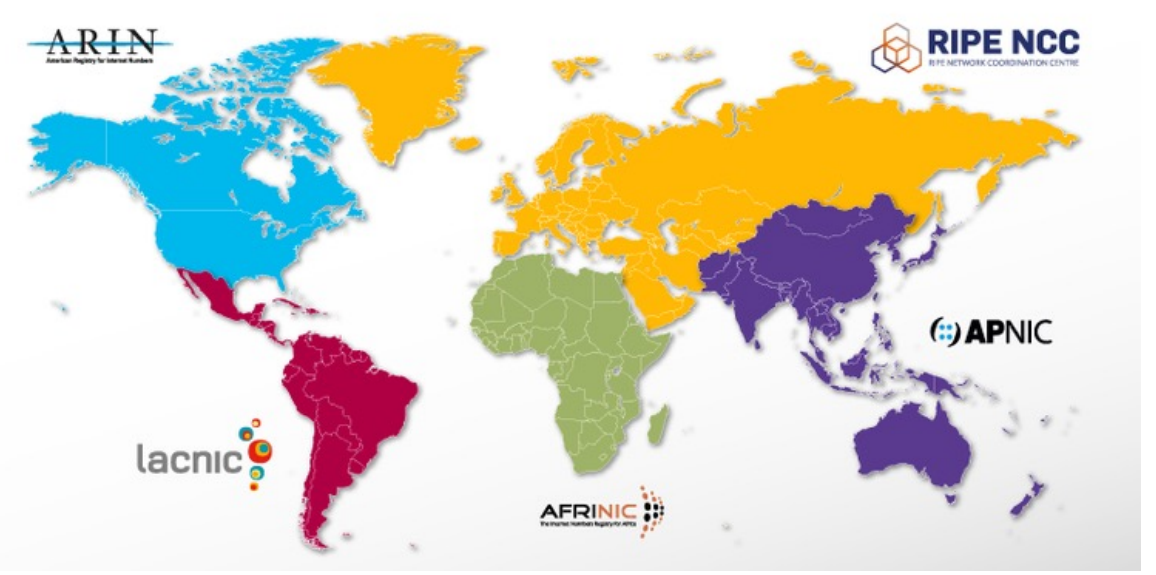 ARIN
American Registry for Internet Numbers
RIPE NCC
RIPE NETWORK COORDINATION CENTRE
APNIC
lacnic
AFRINIC
The Internet Numbers Registry for Africa